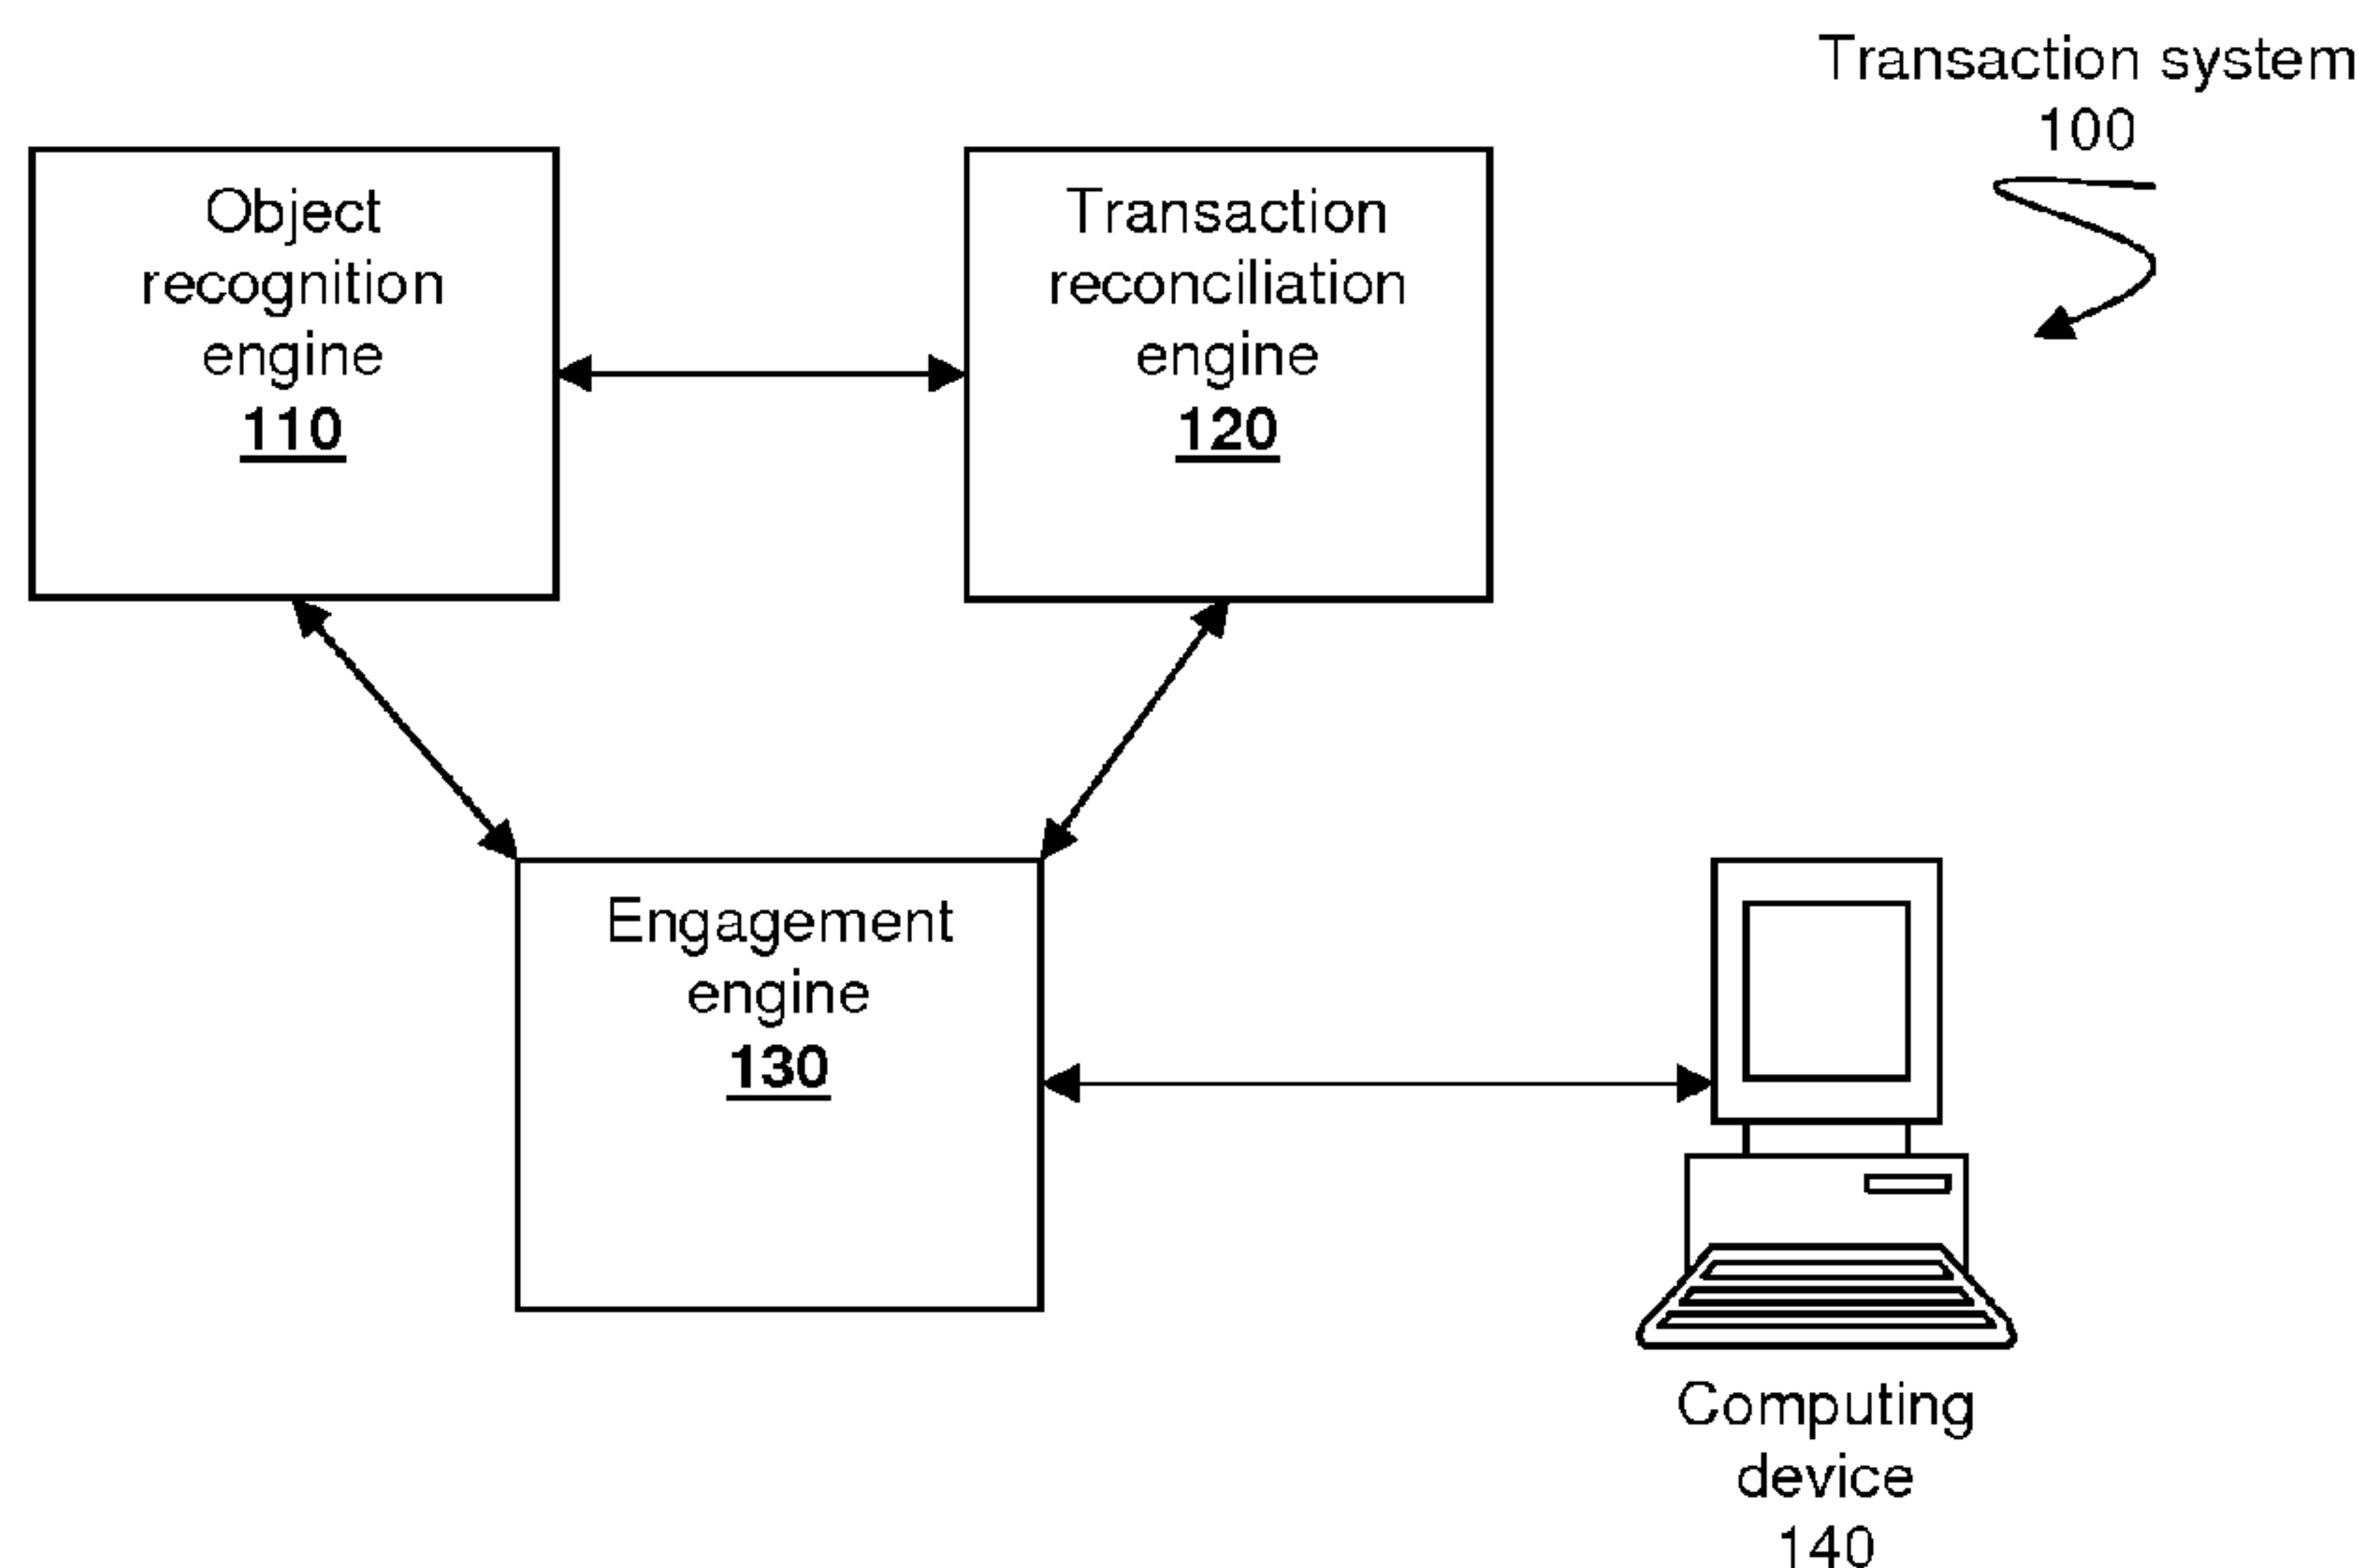 Transaction system
100
Object
recognition
engine
110
Transaction
reconciliation
engine
120
Engagement
engine
130
Computing
device
140